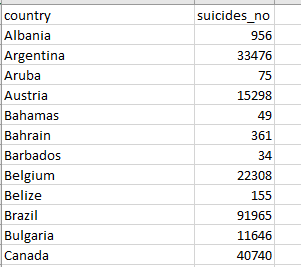 country suicides_no
Albania 956
Argentina 33476
Aruba 75
Austria 15298
Bahamas 49
Bahrain 361
Barbados 34
Belgium 22308
Belize 155
Brazil 91965
Bulgaria 11646
Canada 40740